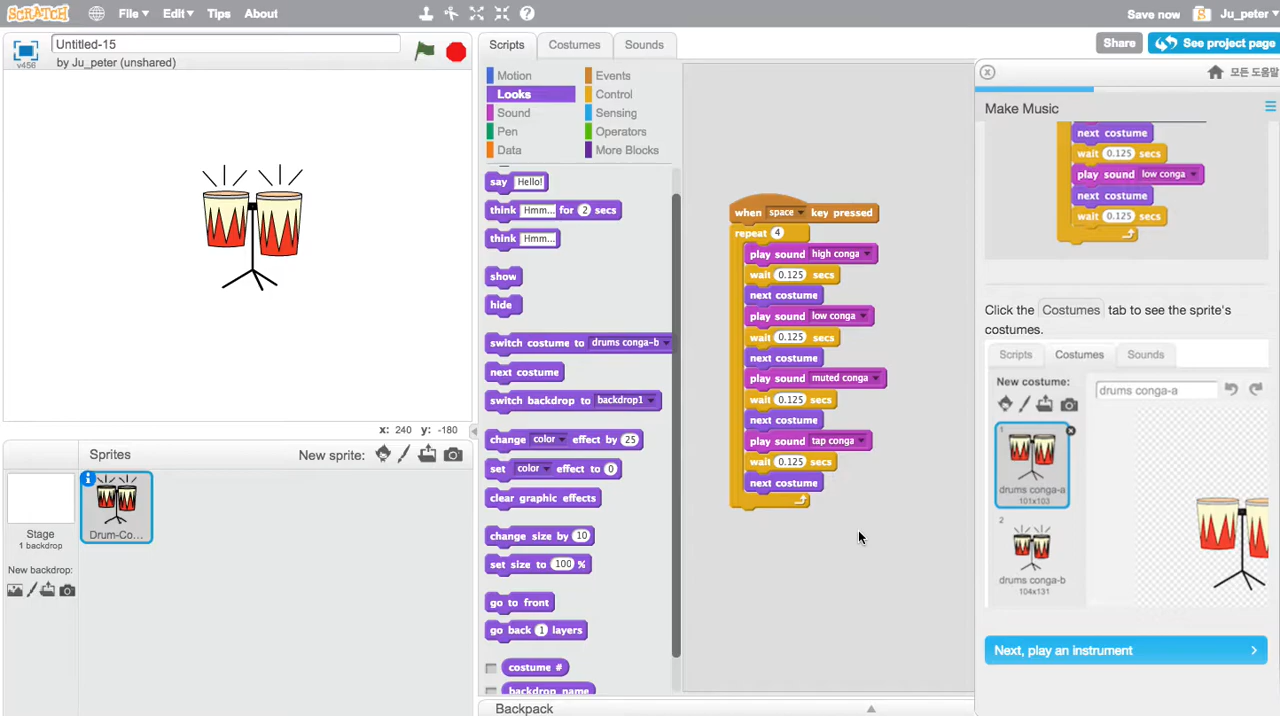 SCRATCH File Edit Tips About Save now Ju_peter
v456 Untitled-15
by Ju_peter (unshared)
Scripts Costumes Sounds
Share See project page
Motion Events
Looks Control
Sound Sensing
Pen Operators
Data More Blocks
say Hello!
think Hmm... for 2 secs
think Hmm...
show
hide
switch costume to drums conga-b
next costume
switch backdrop to backdrop1
change color effect by 25
set color effect to 0
clear graphic effects
change size by 10
set size to 100 %
go to front
go back 1 layers
costume #
backdrop name
when space key pressed
repeat 4
play sound high conga
wait 0.125 secs
next costume
play sound low conga
wait 0.125 secs
next costume
play sound muted conga
wait 0.125 secs
next costume
play sound tap conga
wait 0.125 secs
next costume
x: 240 y: -180
Sprites New sprite:
Stage
1 backdrop
New backdrop:
Drum-Co...
Backpack
모든 도움말
Make Music
next costume
wait 0.125 secs
play sound low conga
next costume
wait 0.125 secs
Click the Costumes tab to see the sprite's
costumes.
Scripts Costumes Sounds
New costume: drums conga-a
1
drums conga-a
101x103
2
drums conga-b
104x131
Next, play an instrument